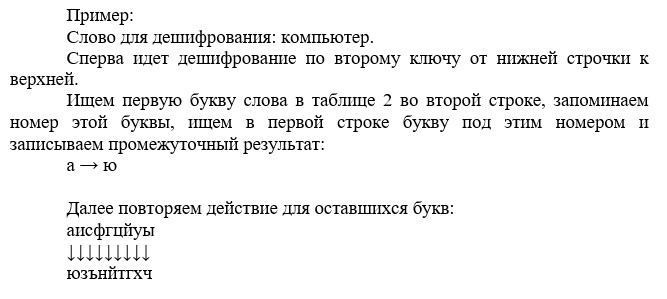 Пример:
Слово для дешифрования: компьютер.
Сперва идет дешифрование по второму ключу от нижней строчки к
верхней.
Ищем первую букву слова в таблице 2 во второй строке, запоминаем
номер этой буквы, ищем в первой строке букву под этим номером и
записываем промежуточный результат:
а → ю
Далее повторяем действие для оставшихся букв:
аисфгцйуы
↓↓↓↓↓↓↓↓↓
юзънйтгхч